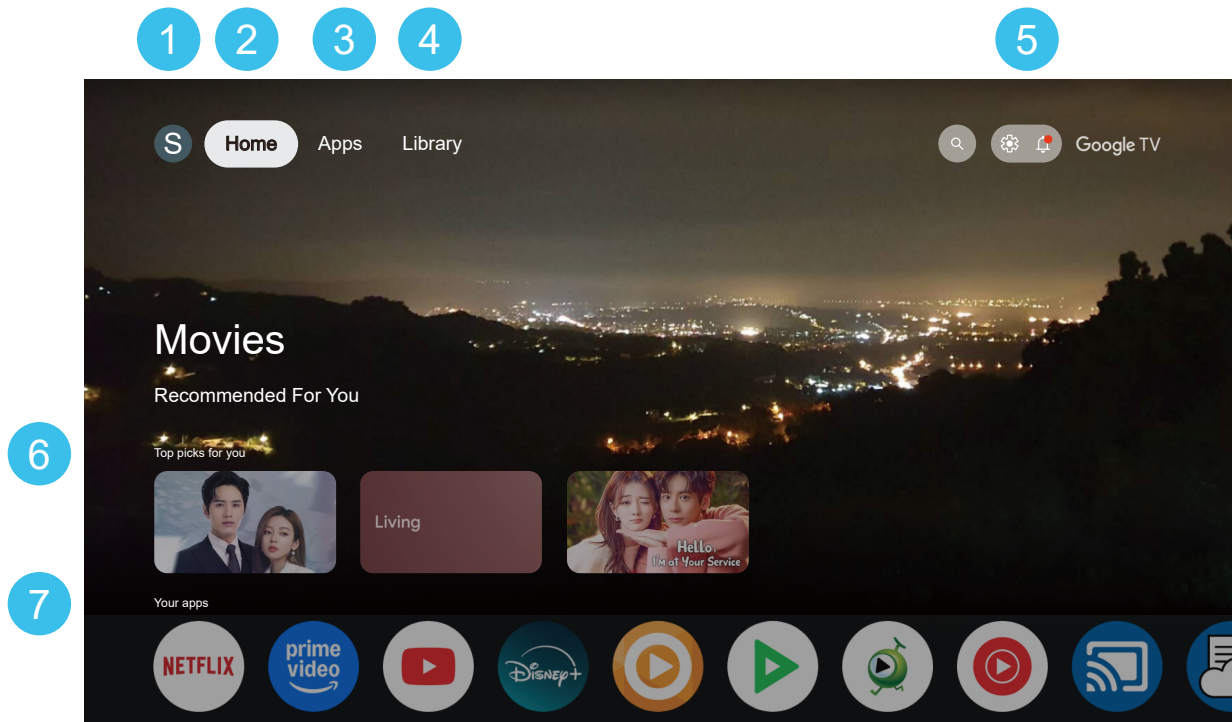 1 2 3 4 5
S Home Apps Library Google TV
Movies
Recommended For You
6
Top picks for you
Living
Hello,
I'm at Your Service
7
Your apps
NETFLIX
prime
video
Disney+